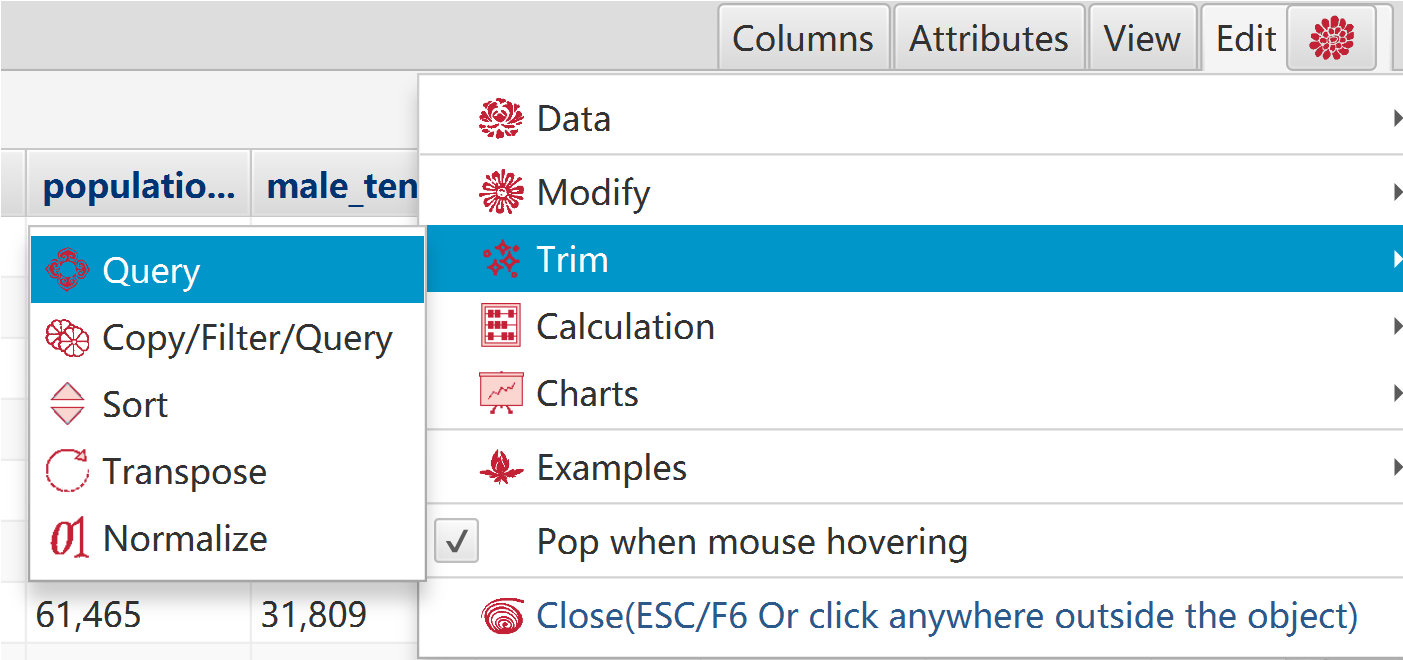 Columns Attributes View Edit
Data
populatio... male_ten
Modify
Query
Trim
Copy/Filter/Query
Calculation
Sort
Charts
Transpose
Examples
Normalize
Pop when mouse hovering
61,465 31,809
Close(ESC/F6 Or click anywhere outside the object)